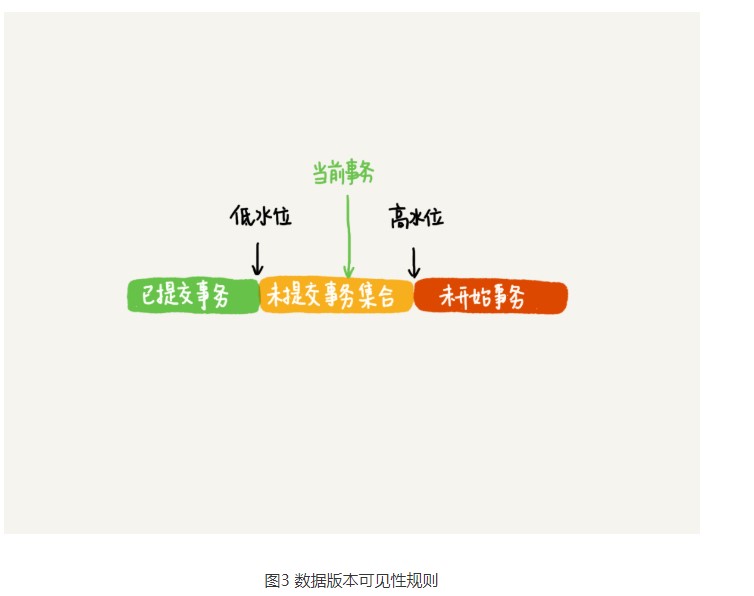 当前事务
低水位
高水位
已提交事务
未提交事务集合
未开始事务
图3 数据版本可见性规则